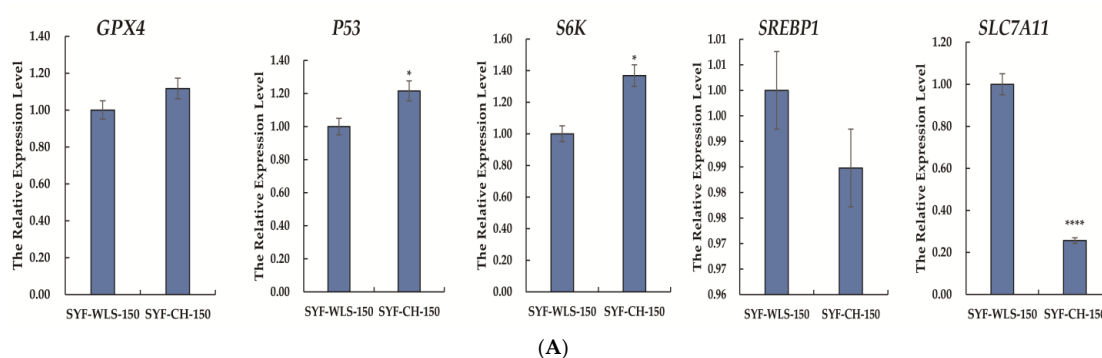 GPX4
The Relative Expression Level
1.40
1.20
1.00
0.80
0.60
0.40
0.20
0.00
SYF-WLS-150 SYF-CH-150
P53
The Relative Expression Level
1.40
1.20
1.00
0.80
0.60
0.40
0.20
0.00
*
SYF-WLS-150 SYF-CH-150
S6K
The Relative Expression Level
1.60
1.40
1.20
1.00
0.80
0.60
0.40
0.20
0.00
*
SYF-WLS-150 SYF-CH-150
SREBP1
The Relative Expression Level
1.01
1.01
1.00
1.00
0.99
0.99
0.98
0.98
0.97
0.97
0.96
SYF-WLS-150 SYF-CH-150
SLC7A11
The Relative Expression Level
1.20
1.00
0.80
0.60
0.40
0.20
0.00
****
SYF-WLS-150 SYF-CH-150
(A)